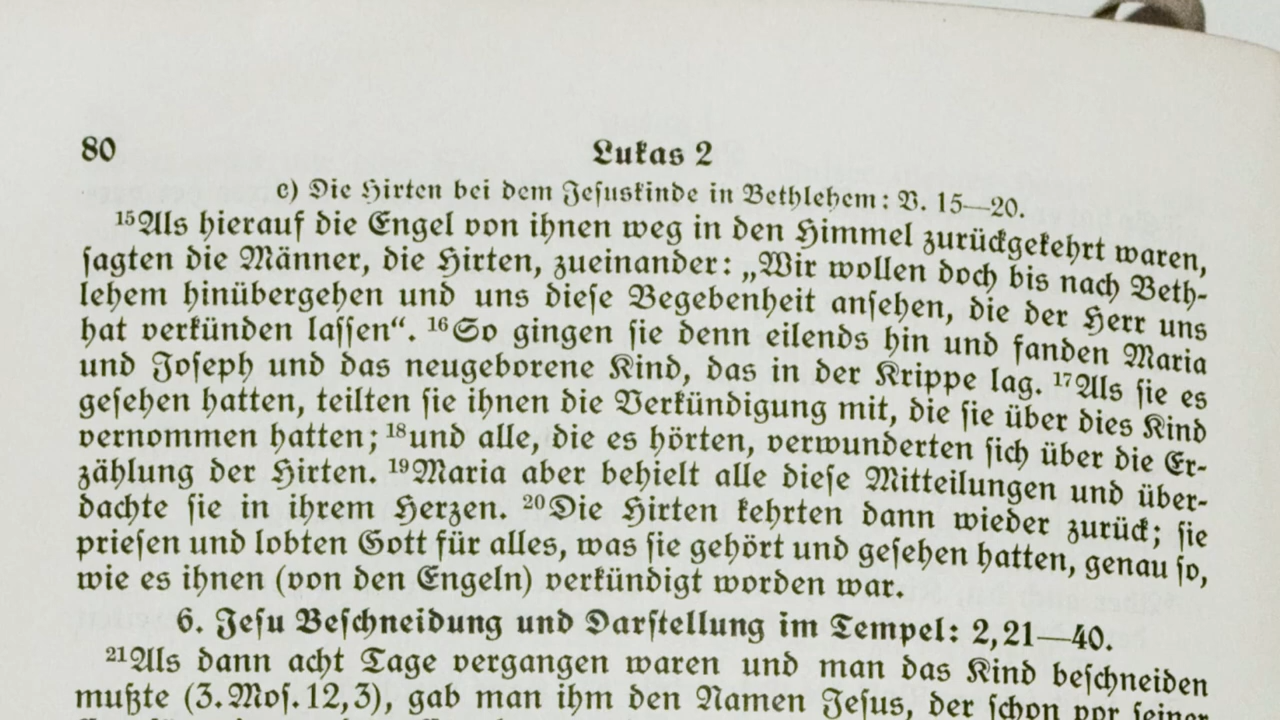 80
Lukas 2
c) Die Hirten bei dem Jesuskinde in Bethlehem: V. 15—20.
¹⁵Als hierauf die Engel von ihnen weg in den Himmel zurückgekehrt waren,
sagten die Männer, die Hirten, zueinander: „Wir wollen doch bis nach Beth-
lehem hinübergehen und uns diese Begebenheit ansehen, die der Herr uns
hat verkünden lassen“. ¹⁶So gingen sie denn eilends hin und fanden Maria
und Joseph und das neugeborene Kind, das in der Krippe lag. ¹⁷Als sie es
gesehen hatten, teilten sie ihnen die Verkündigung mit, die sie über dies Kind
vernommen hatten; ¹⁸und alle, die es hörten, verwunderten sich über die Er-
zählung der Hirten. ¹⁹Maria aber behielt alle diese Mitteilungen und über-
dachte sie in ihrem Herzen. ²⁰Die Hirten kehrten dann wieder zurück; sie
priesen und lobten Gott für alles, was sie gehört und gesehen hatten, genau so,
wie es ihnen (von den Engeln) verkündigt worden war.
6. Jesu Beschneidung und Darstellung im Tempel: 2,21—40.
²¹Als dann acht Tage vergangen waren und man das Kind beschneiden
mußte (3. Mos. 12,3), gab man ihm den Namen Jesus, der schon vor seiner